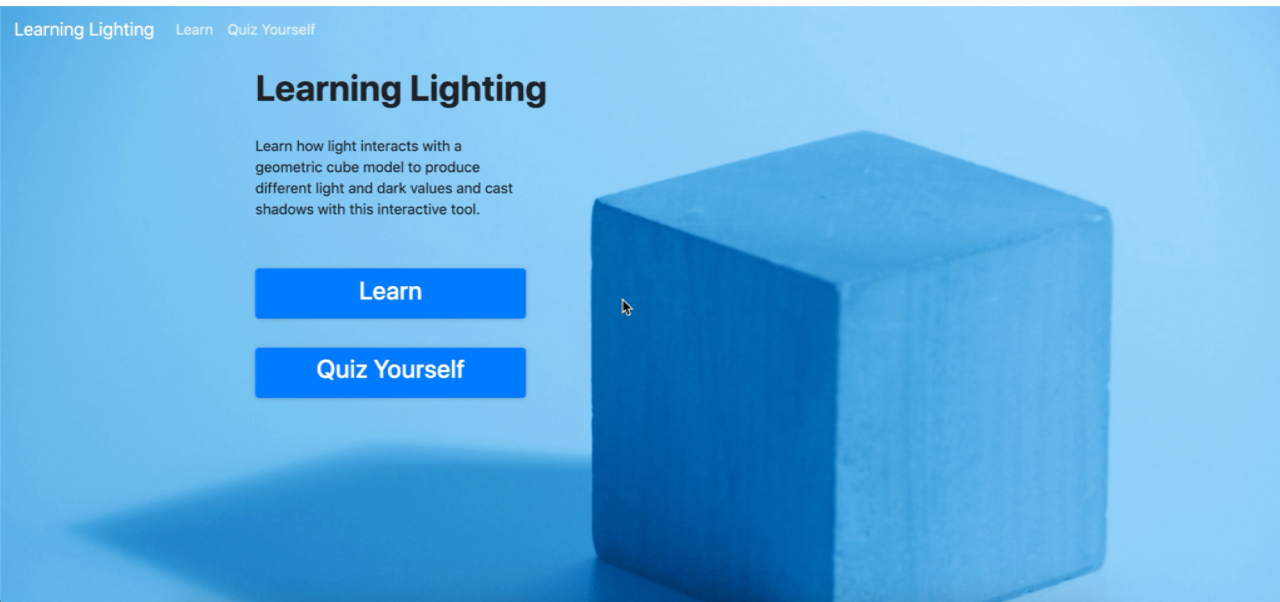 Learning Lighting Learn Quiz Yourself
Learning Lighting
Learn how light interacts with a
geometric cube model to produce
different light and dark values and cast
shadows with this interactive tool.
Learn
Quiz Yourself